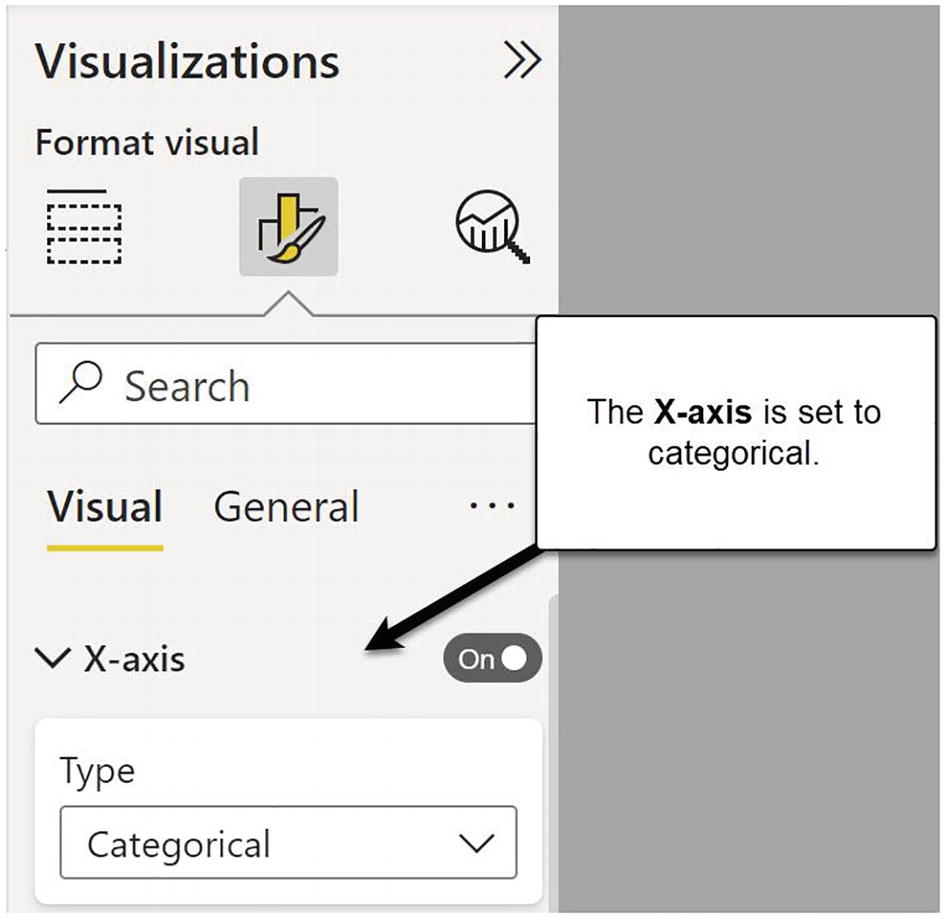 Visualizations
Format visual
Search
The X-axis is set to
categorical.
Visual General ...
X-axis On
Type
Categorical